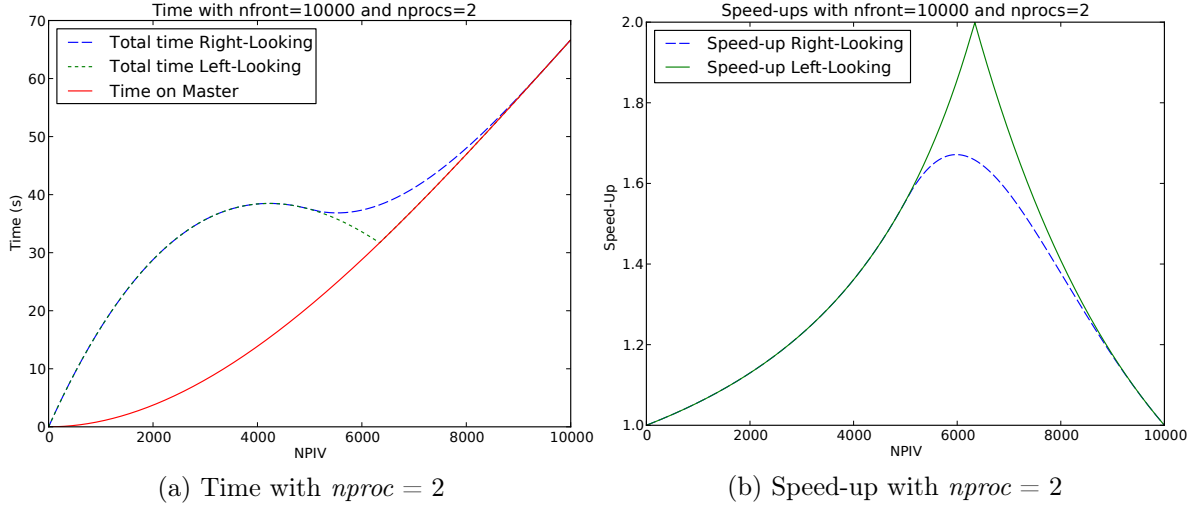 Time with nfront=10000 and nprocs=2
Total time Right-Looking
Total time Left-Looking
Time on Master
Time (s)
70
60
50
40
30
20
10
0
0 2000 4000 6000 8000 10000
NPIV
(a) Time with nproc = 2
Speed-ups with nfront=10000 and nprocs=2
Speed-up Right-Looking
Speed-up Left-Looking
Speed-Up
2.0
1.8
1.6
1.4
1.2
1.0
0 2000 4000 6000 8000 10000
NPIV
(b) Speed-up with nproc = 2